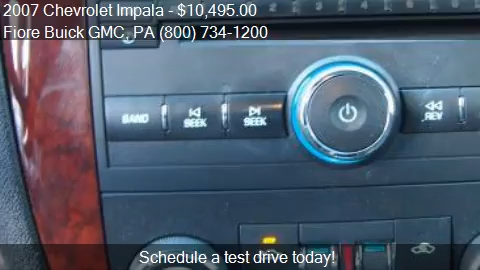 2007 Chevrolet Impala - $10,495.00
Fiore Buick GMC, PA (800) 734-1200
BAND
SEEK
SEEK
REV
Schedule a test drive today!